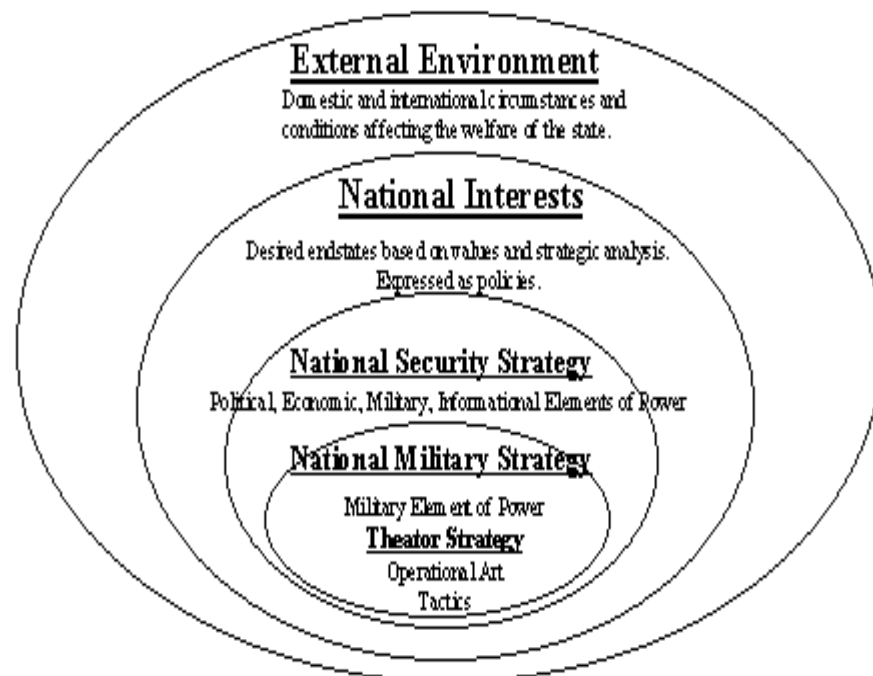 External Environment
Domestic and international circumstances and
conditions affecting the welfare of the state.
National Interests
Desired endstates based on values and strategic analysis.
Expressed as policies.
National Security Strategy
Political, Economic, Military, Informational Elements of Power
National Military Strategy
Military Element of Power
Theator Strategy
Operational Art
Tactics